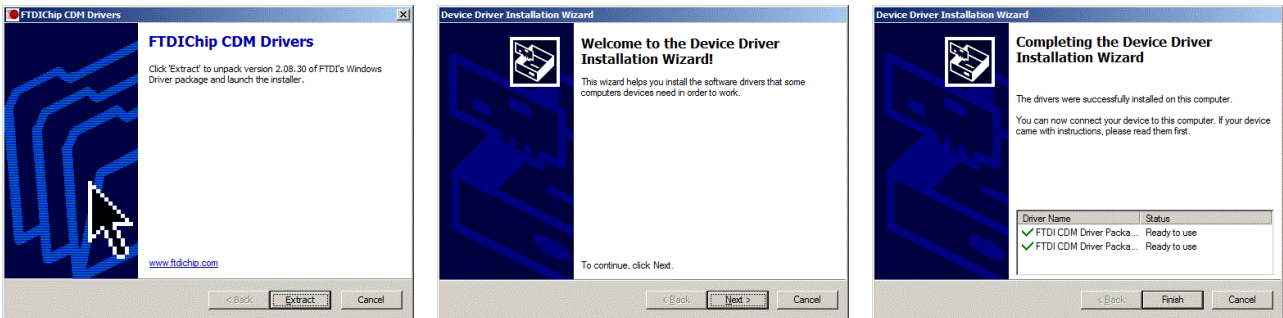 FTDIChip CDM Drivers
FTDIChip CDM Drivers
Click 'Extract' to unpack version 2.08.30 of FTDI's Windows
Driver package and launch the installer.
www.ftdichip.com
< Back
Extract
Cancel
Device Driver Installation Wizard
Welcome to the Device Driver
Installation Wizard!
This wizard helps you install the software drivers that some
computers devices need in order to work.
To continue, click Next.
< Back
Next >
Cancel
Device Driver Installation Wizard
Completing the Device Driver
Installation Wizard
The drivers were successfully installed on this computer.
You can now connect your device to this computer. If your device
came with instructions, please read them first.
Driver Name Status
FTDI CDM Driver Packa... Ready to use
FTDI CDM Driver Packa... Ready to use
< Back
Finish
Cancel